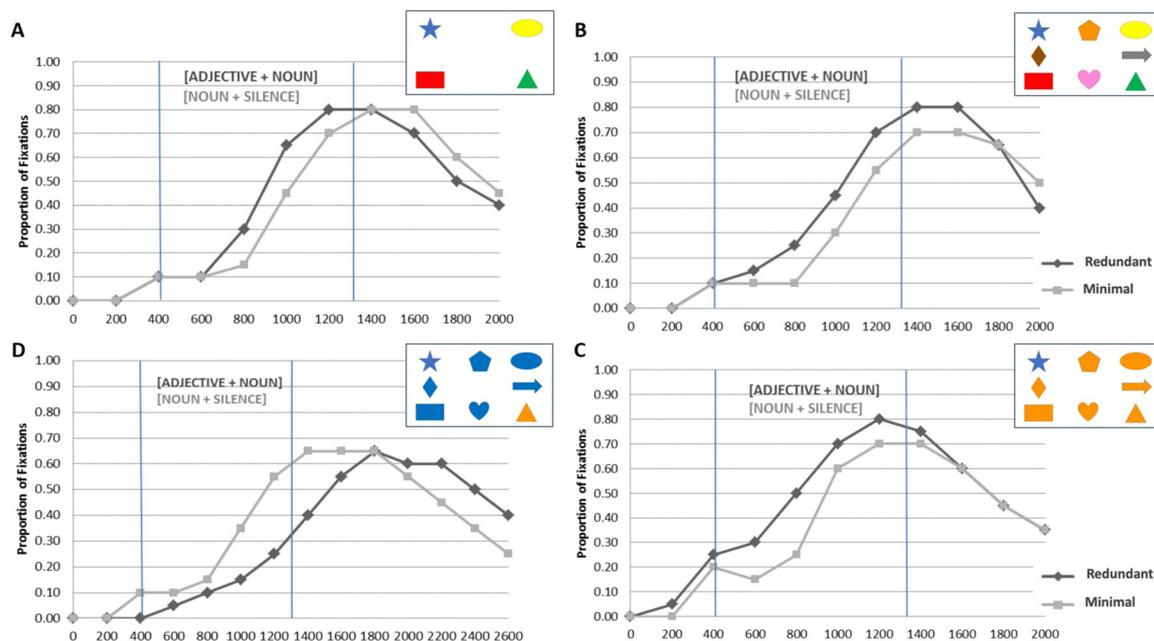 A
[ADJECTIVE + NOUN]
[NOUN + SILENCE]
Proportion of Fixations
1.00
0.90
0.80
0.70
0.60
0.50
0.40
0.30
0.20
0.10
0.00
0 200 400 600 800 1000 1200 1400 1600 1800 2000
B
[ADJECTIVE + NOUN]
[NOUN + SILENCE]
Proportion of Fixations
1.00
0.90
0.80
0.70
0.60
0.50
0.40
0.30
0.20
0.10
0.00
0 200 400 600 800 1000 1200 1400 1600 1800 2000
Redundant
Minimal
D
[ADJECTIVE + NOUN]
[NOUN + SILENCE]
Proportion of Fixations
1.00
0.90
0.80
0.70
0.60
0.50
0.40
0.30
0.20
0.10
0.00
0 200 400 600 800 1000 1200 1400 1600 1800 2000 2200 2400 2600
C
[ADJECTIVE + NOUN]
[NOUN + SILENCE]
Proportion of Fixations
1.00
0.90
0.80
0.70
0.60
0.50
0.40
0.30
0.20
0.10
0.00
0 200 400 600 800 1000 1200 1400 1600 1800 2000
Redundant
Minimal